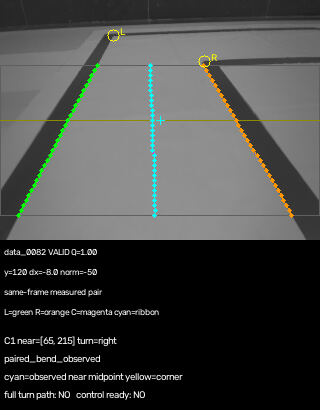 L
R
data_0082 VALID Q=1.00
y=120 dx=-8.0 norm=-50
same-frame measured pair
L=green R=orange C=magenta cyan=ribbon
C1 near=[65, 215] turn=right
paired_bend_observed
cyan=observed near midpoint yellow=corner
full turn path: NO control ready: NO